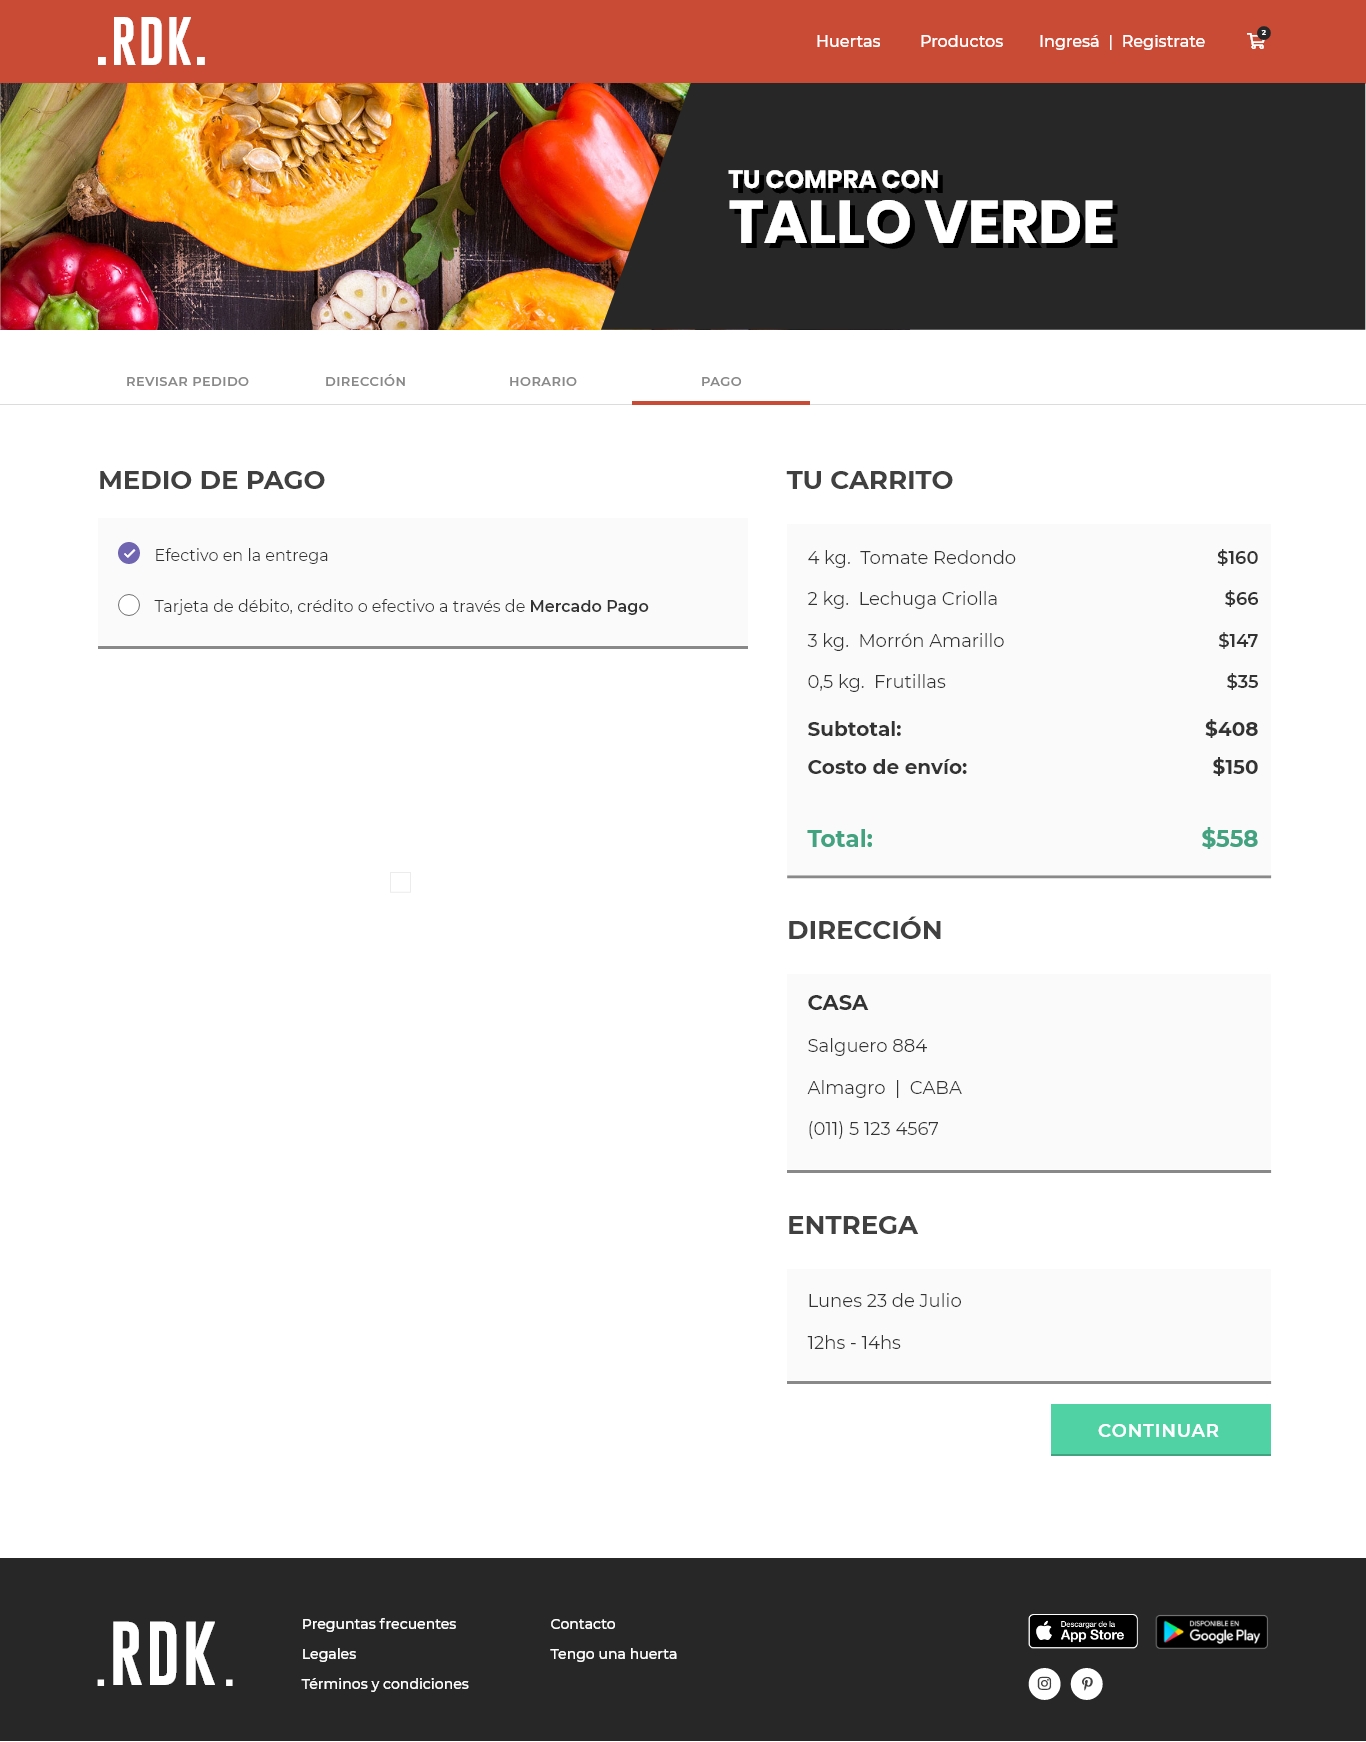 .RDK.
Huertas Productos Ingresá | Registrate 2
TU COMPRA CON
TALLO VERDE
REVISAR PEDIDO DIRECCIÓN HORARIO PAGO
MEDIO DE PAGO
Efectivo en la entrega
Tarjeta de débito, crédito o efectivo a través de Mercado Pago
TU CARRITO
4 kg. Tomate Redondo $160
2 kg. Lechuga Criolla $66
3 kg. Morrón Amarillo $147
0,5 kg. Frutillas $35
Subtotal: $408
Costo de envío: $150
Total: $558
DIRECCIÓN
CASA
Salguero 884
Almagro | CABA
(011) 5 123 4567
ENTREGA
Lunes 23 de Julio
12hs - 14hs
CONTINUAR
.RDK.
Preguntas frecuentes
Legales
Términos y condiciones
Contacto
Tengo una huerta
Descargar de la
App Store
DISPONIBLE EN
Google Play